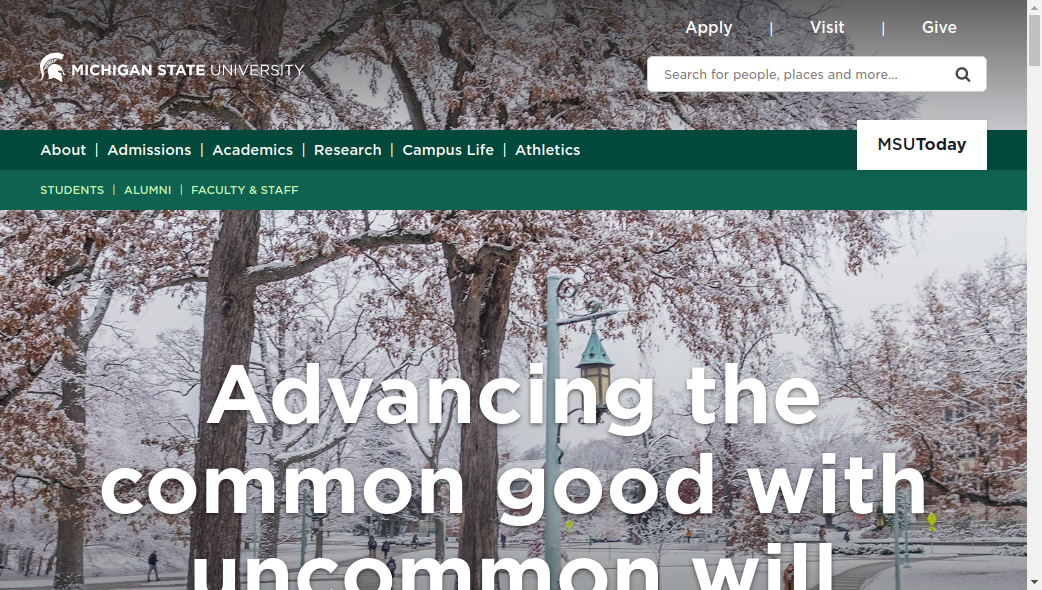 Apply | Visit | Give
MICHIGAN STATE UNIVERSITY
Search for people, places and more...
About | Admissions | Academics | Research | Campus Life | Athletics
MSUToday
STUDENTS | ALUMNI | FACULTY & STAFF
Advancing the
common good with
uncommon will